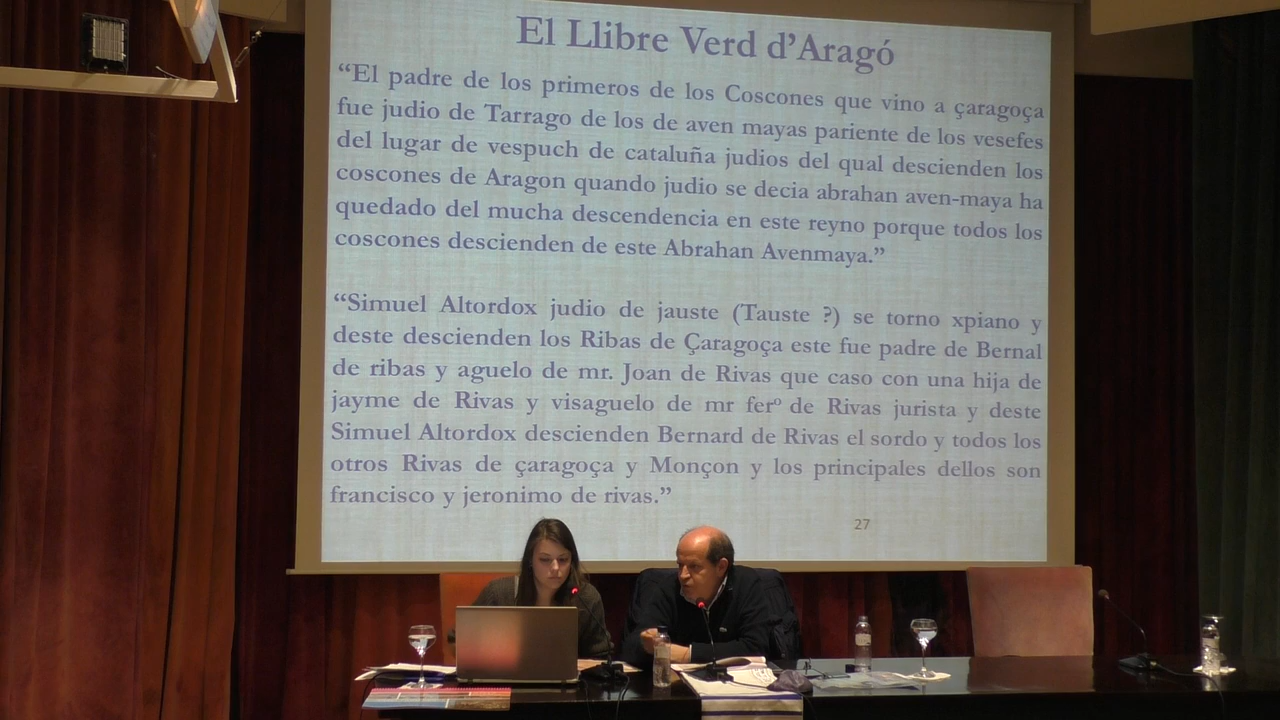 El Llibre Verd d’Aragó
“El padre de los primeros de los Coscones que vino a çaragoça
fue judio de Tarrago de los de aven mayas pariente de los vesefes
del lugar de vespuch de cataluña judios del qual descienden los
coscones de Aragon quando judio se decia abrahan aven-maya ha
quedado del mucha descendencia en este reyno porque todos los
coscones descienden de este Abrahan Avenmaya.”
“Simuel Altordox judio de jauste (Tauste ?) se torno xpiano y
deste descienden los Ribas de Çaragoça este fue padre de Bernal
de ribas y aguelo de mr. Joan de Rivas que caso con una hija de
jayme de Rivas y visaguelo de mr ferº de Rivas jurista y deste
Simuel Altordox descienden Bernard de Rivas el sordo y todos los
otros Rivas de çaragoça y Monçon y los principales dellos son
francisco y jeronimo de rivas.”
27